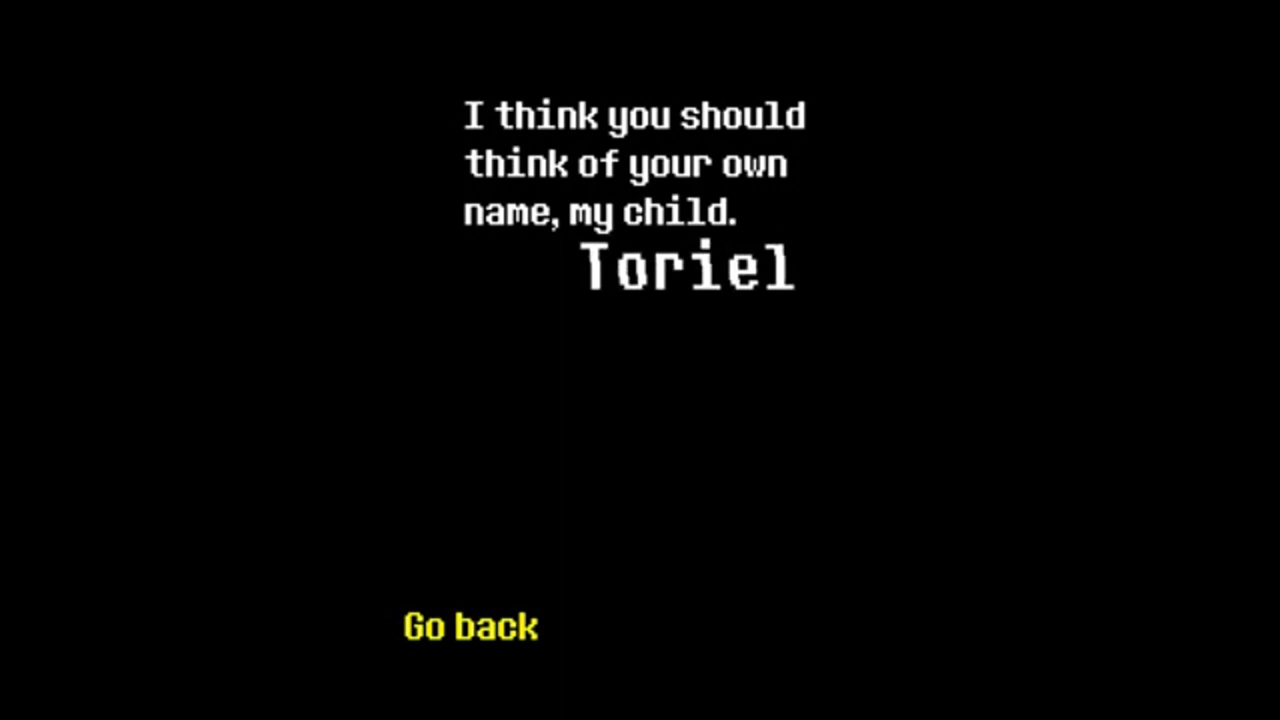 I think you should
think of your own
name, my child.
Toriel
Go back